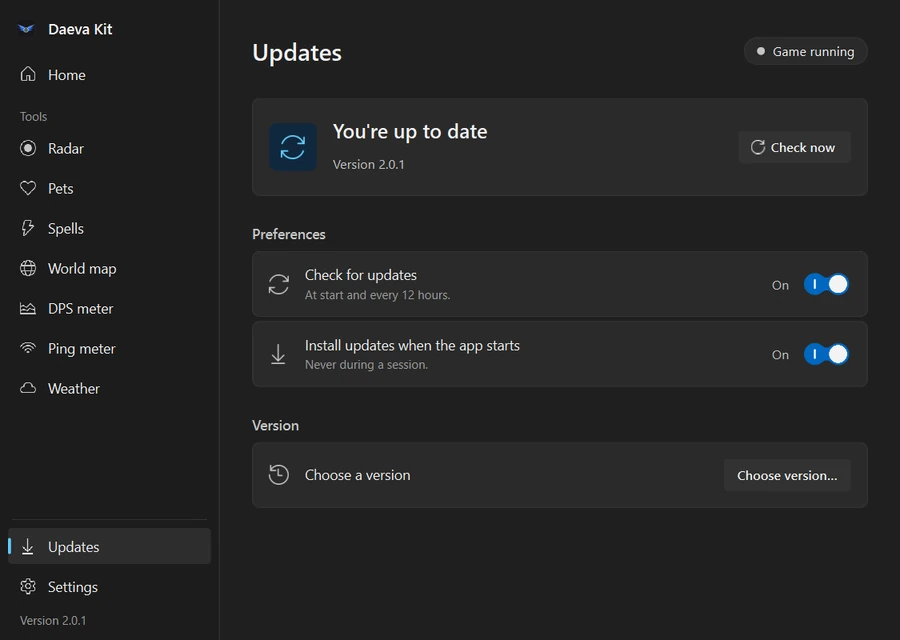 Daeva Kit
Home
Tools
Radar
Pets
Spells
World map
DPS meter
Ping meter
Weather
Updates
Settings
Version 2.0.1
Updates
Game running
You're up to date
Version 2.0.1
Check now
Preferences
Check for updates
At start and every 12 hours.
On
Install updates when the app starts
Never during a session.
On
Version
Choose a version
Choose version...